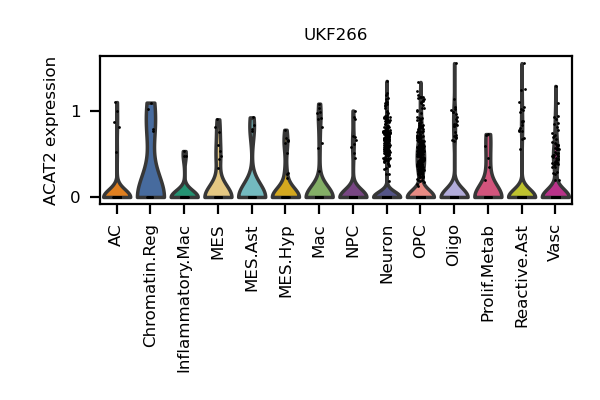 UKF266
ACAT2 expression
1
0
AC
Chromatin.Reg
Inflammatory.Mac
MES
MES.Ast
MES.Hyp
Mac
NPC
Neuron
OPC
Oligo
Prolif.Metab
Reactive.Ast
Vasc